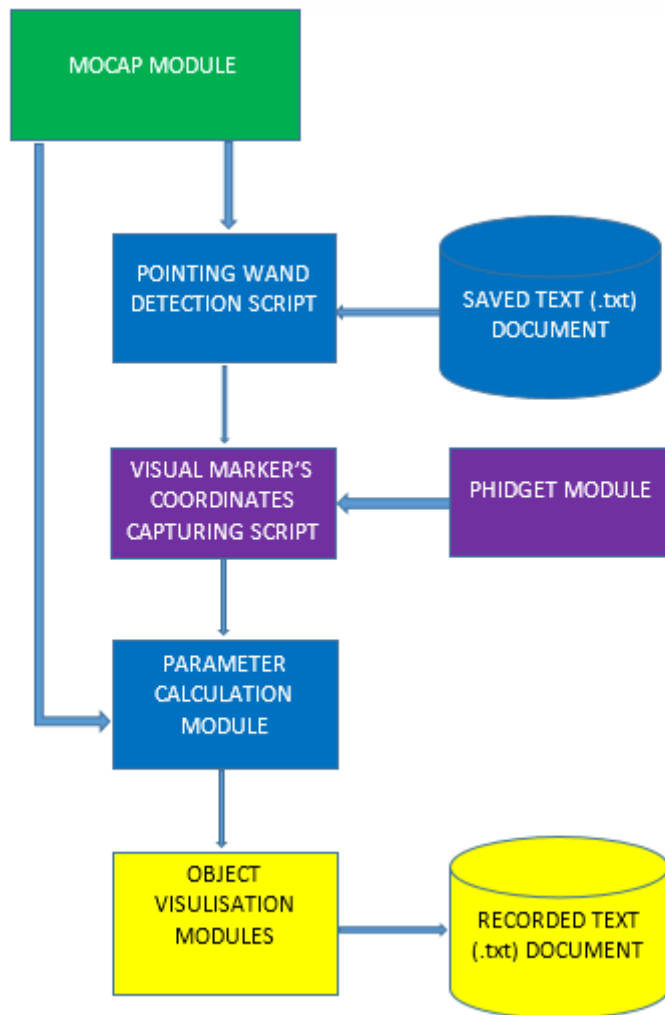 MOCAP MODULE
POINTING WAND
DETECTION SCRIPT
SAVED TEXT (.txt)
DOCUMENT
VISUAL MARKER'S
COORDINATES
CAPTURING SCRIPT
PHIDGET MODULE
PARAMETER
CALCULATION
MODULE
OBJECT
VISULISATION
MODULES
RECORDED TEXT
(.txt) DOCUMENT